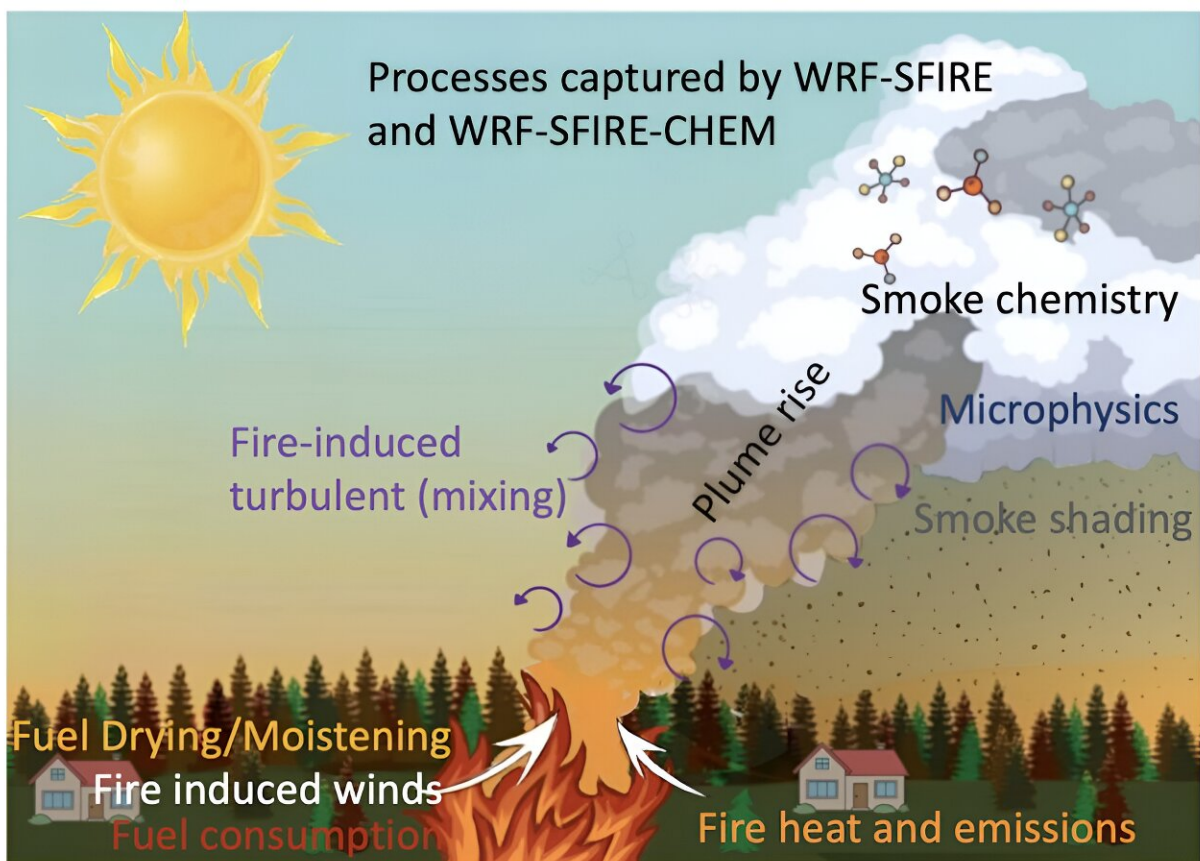 Processes captured by WRF-SFIRE
and WRF-SFIRE-CHEM
Smoke chemistry
Plume rise
Microphysics
Fire-induced
turbulent (mixing)
Smoke shading
Fuel Drying/Moistening
Fire induced winds
Fuel consumption
Fire heat and emissions